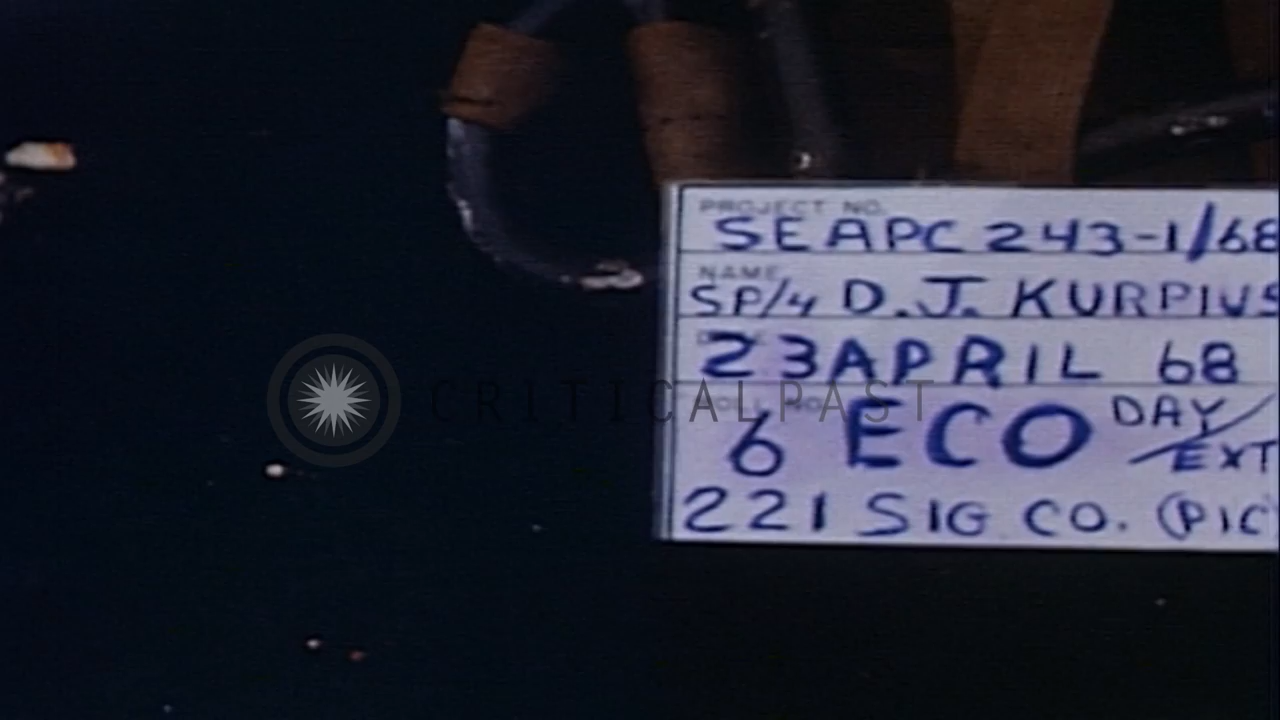 PROJECT NO.
SEAPC 243-1/68
NAME
SP/4 D.J. KURPIUS
23 APRIL 68
6 ECO DAY/EXT
221 SIG CO. (PIC
CRITICALPAST